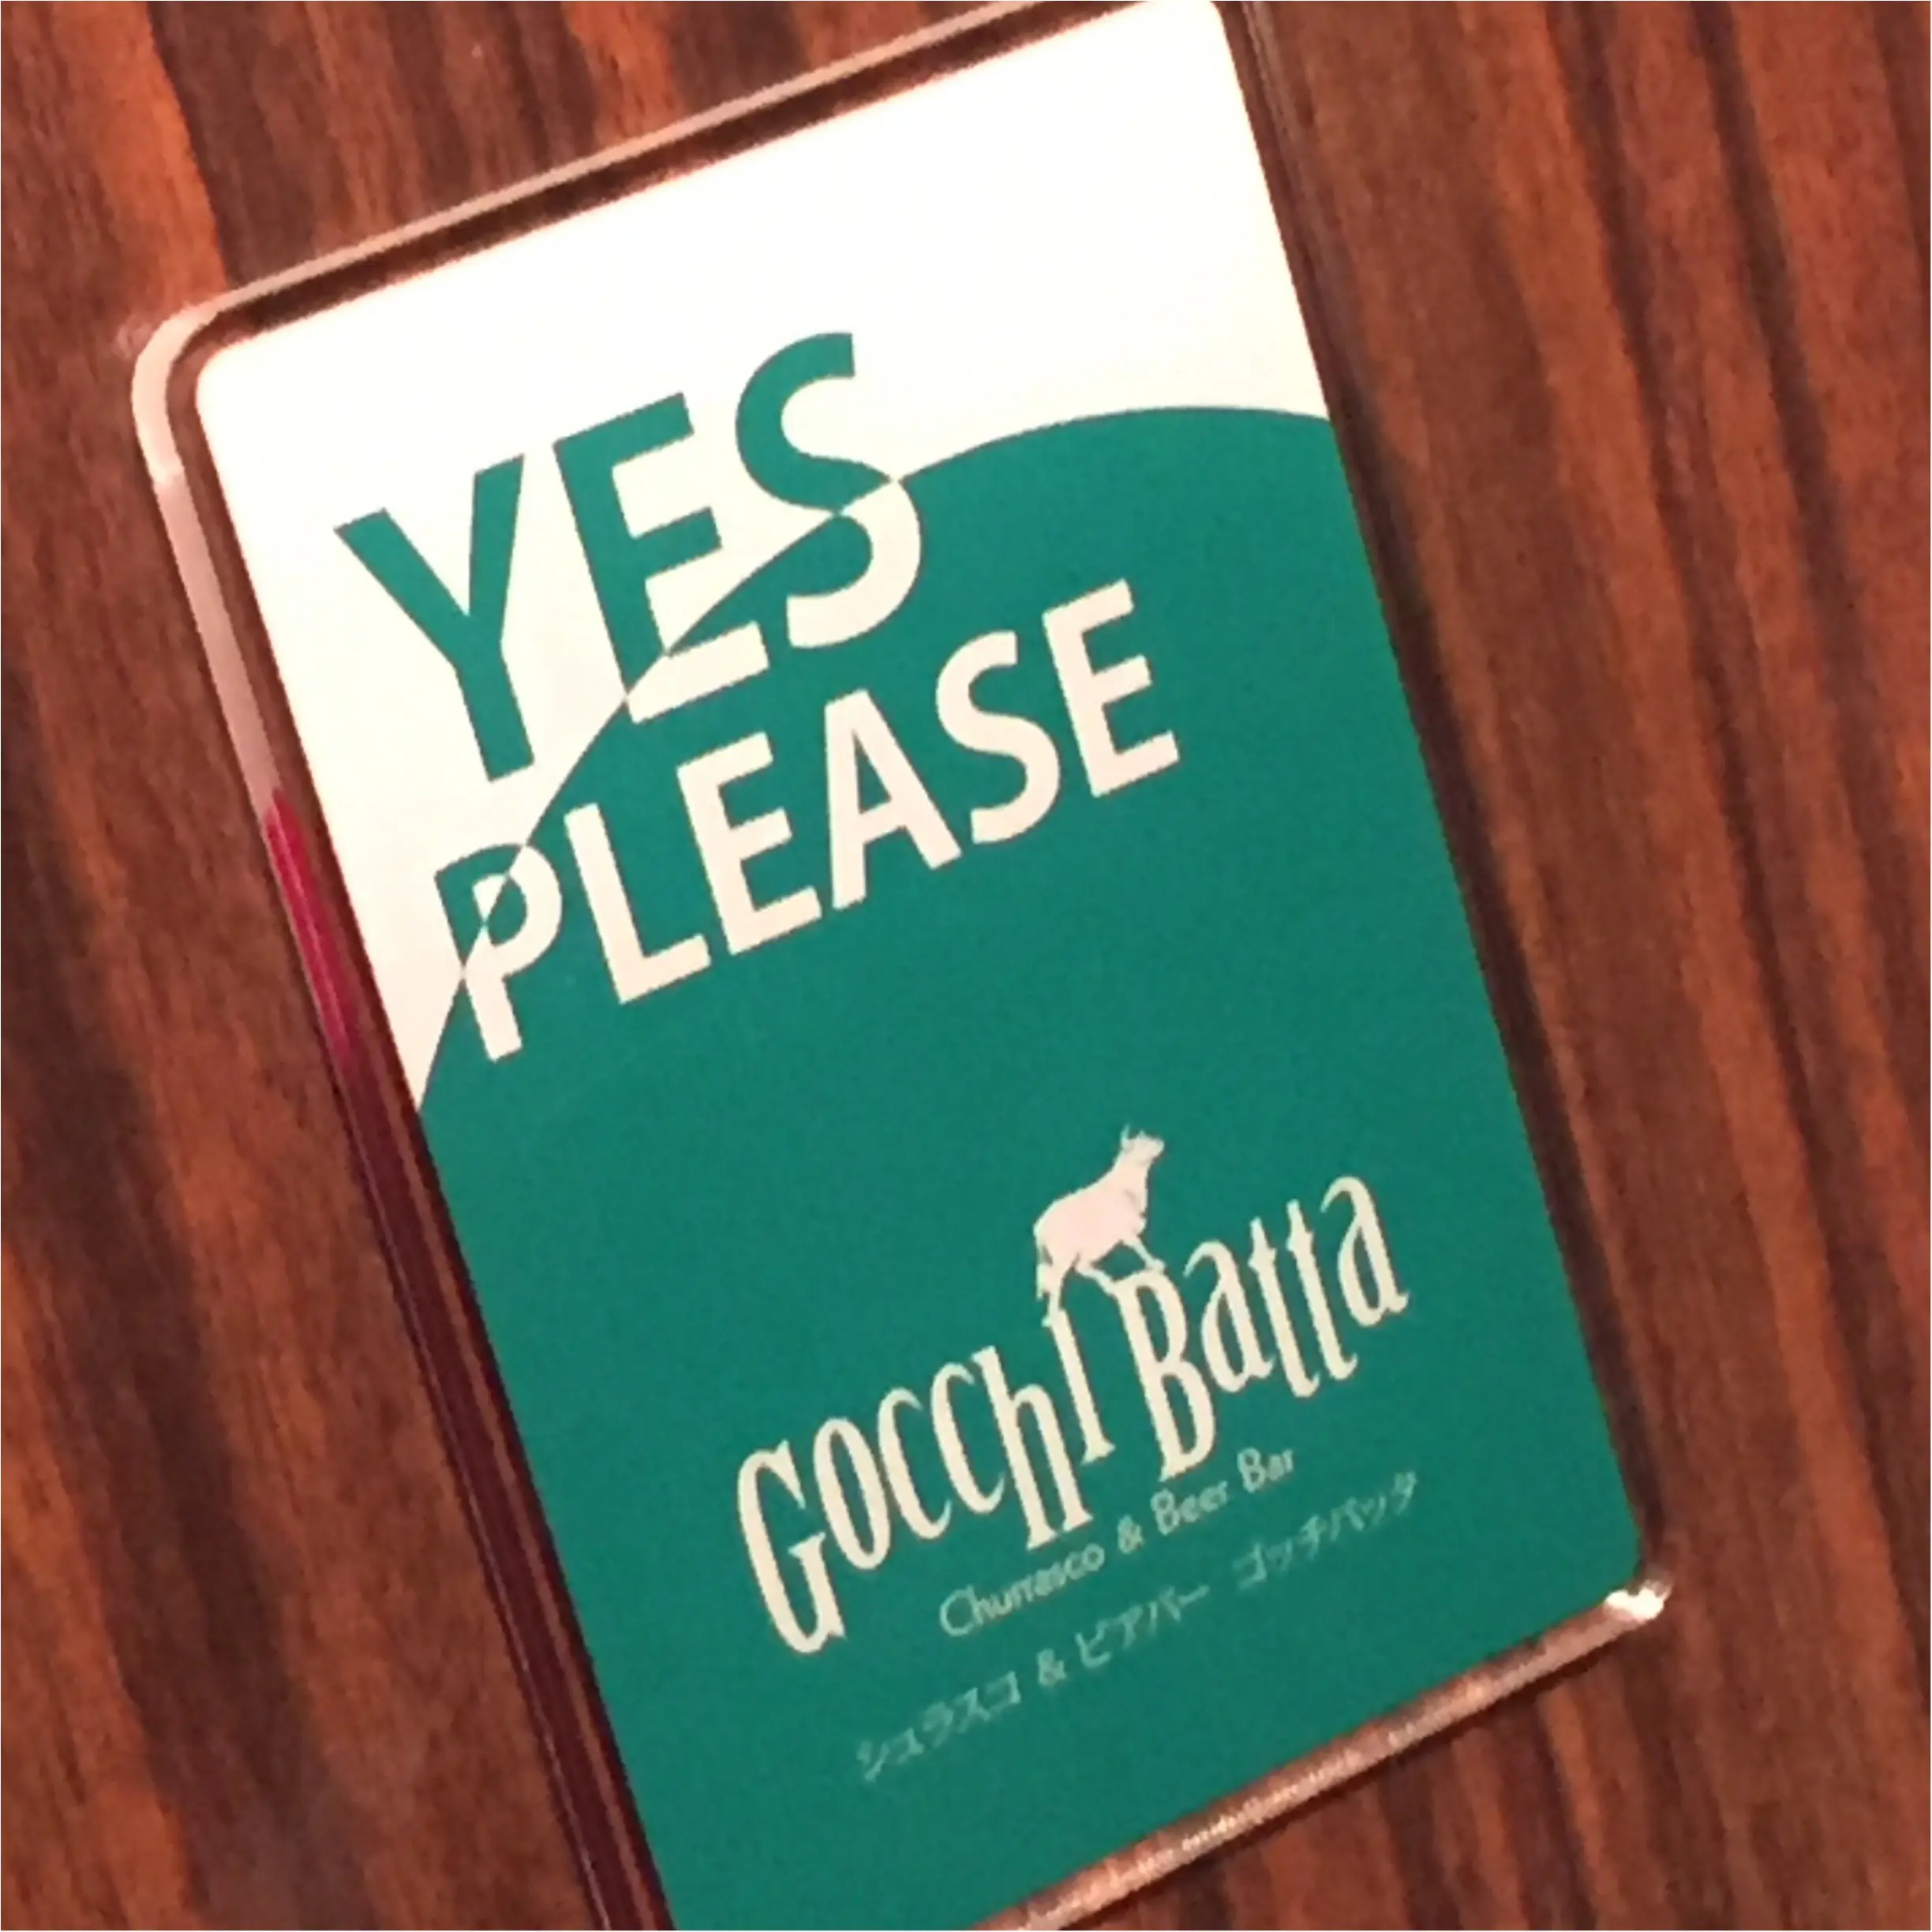 YES
PLEASE
GOCCHI BATTA
Churrasco & Beer Bar
シュラスコ & ビアバー ゴッチバッタ